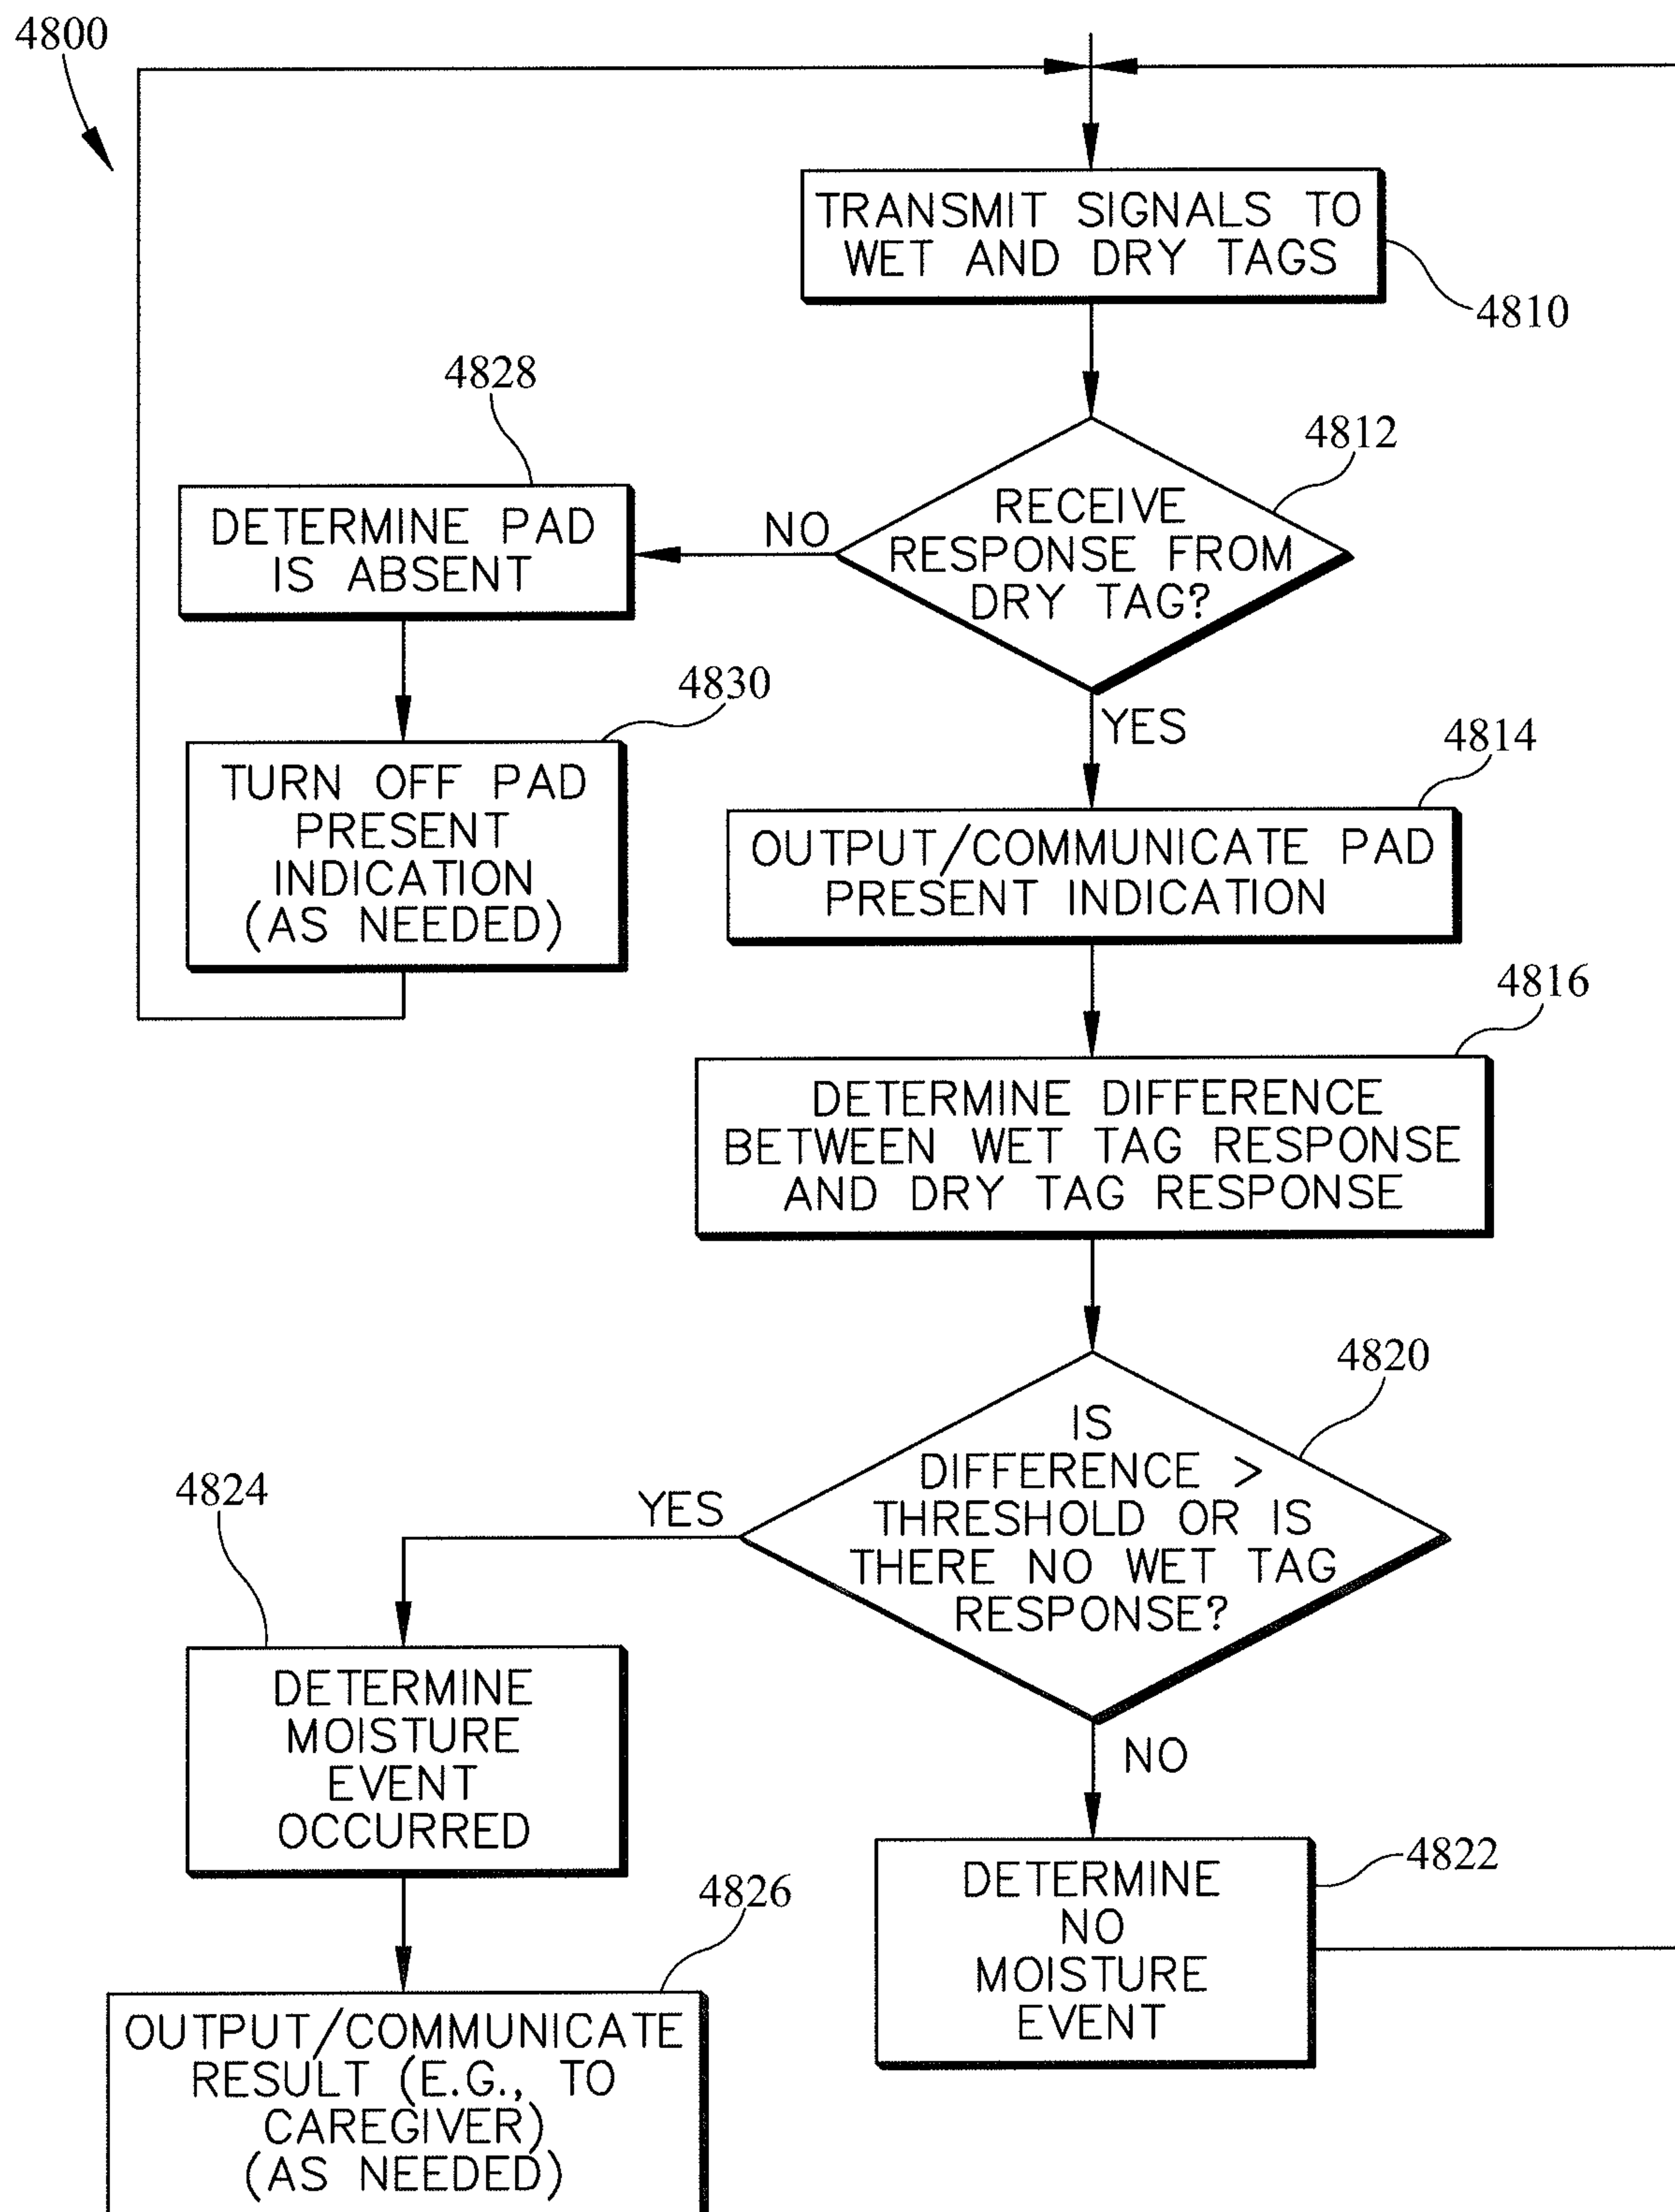 4800
TRANSMIT SIGNALS TO
WET AND DRY TAGS
4810
4828
4812
DETERMINE PAD
IS ABSENT
NO
RECEIVE
RESPONSE FROM
DRY TAG?
4830
YES
4814
TURN OFF PAD
PRESENT
INDICATION
(AS NEEDED)
OUTPUT/COMMUNICATE PAD
PRESENT INDICATION
4816
DETERMINE DIFFERENCE
BETWEEN WET TAG RESPONSE
AND DRY TAG RESPONSE
4820
IS
DIFFERENCE >
THRESHOLD OR IS
THERE NO WET TAG
RESPONSE?
4824
YES
DETERMINE
MOISTURE
EVENT
OCCURRED
NO
4822
DETERMINE
NO
MOISTURE
EVENT
4826
OUTPUT/COMMUNICATE
RESULT (E.G., TO
CAREGIVER)
(AS NEEDED)